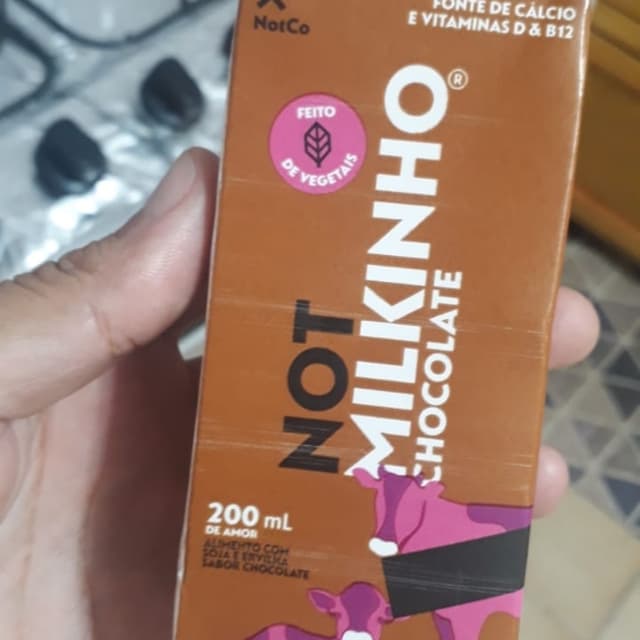 NotCo
FONTE DE CÁLCIO
E VITAMINAS D & B12
FEITO
DE VEGETAIS
NOT
MILKINHO®
CHOCOLATE
200 mL
DE AMOR
ALIMENTO COM
SOJA E ERVILHA
SABOR CHOCOLATE